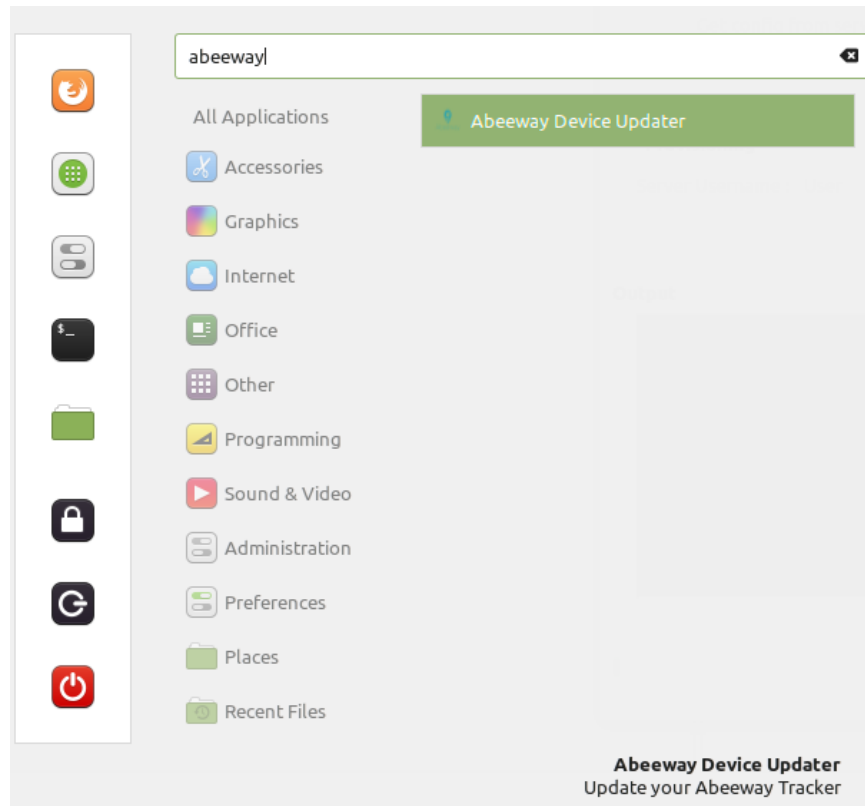 abeeway
All Applications
Abeeway Device Updater
Accessories
Graphics
Internet
Office
Other
Programming
Sound & Video
Administration
Preferences
Places
Recent Files
Abeeway Device Updater
Update your Abeeway Tracker